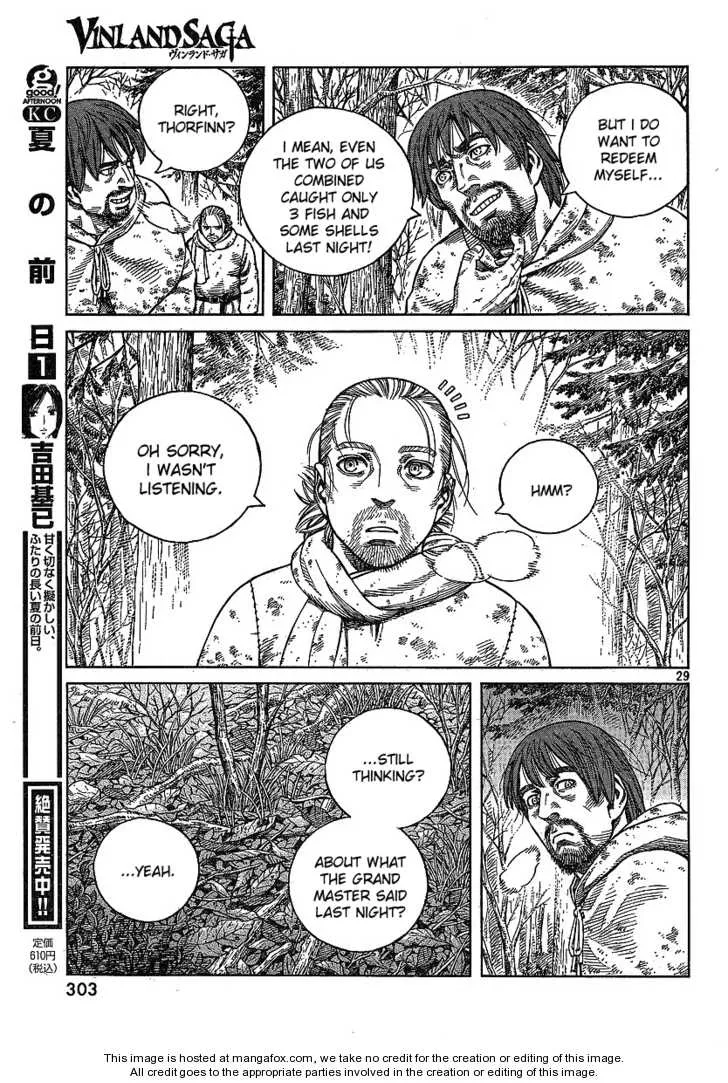 VINLAND SAGA
ヴィンランド・サガ
BUT I DO
WANT TO
REDEEM
MYSELF...
I MEAN, EVEN
THE TWO OF US
COMBINED
CAUGHT ONLY
3 FISH AND
SOME SHELLS
LAST NIGHT!
RIGHT,
THORFINN?
HMM?
OH SORRY,
I WASN'T
LISTENING.
29
...STILL
THINKING?
ABOUT WHAT
THE GRAND
MASTER SAID
LAST NIGHT?
...YEAH.
good!
AFTERNOON
KC
夏の前日1
吉田基已
甘く切なく擬かしい、
ふたりの長い夏の前日。
絶賛発売中!!
定価
610円
(税込)
303
This image is hosted at mangafox.com, we take no credit for the creation or editing of this image.
All credit goes to the appropriate parties involved in the creation and editing of this image.